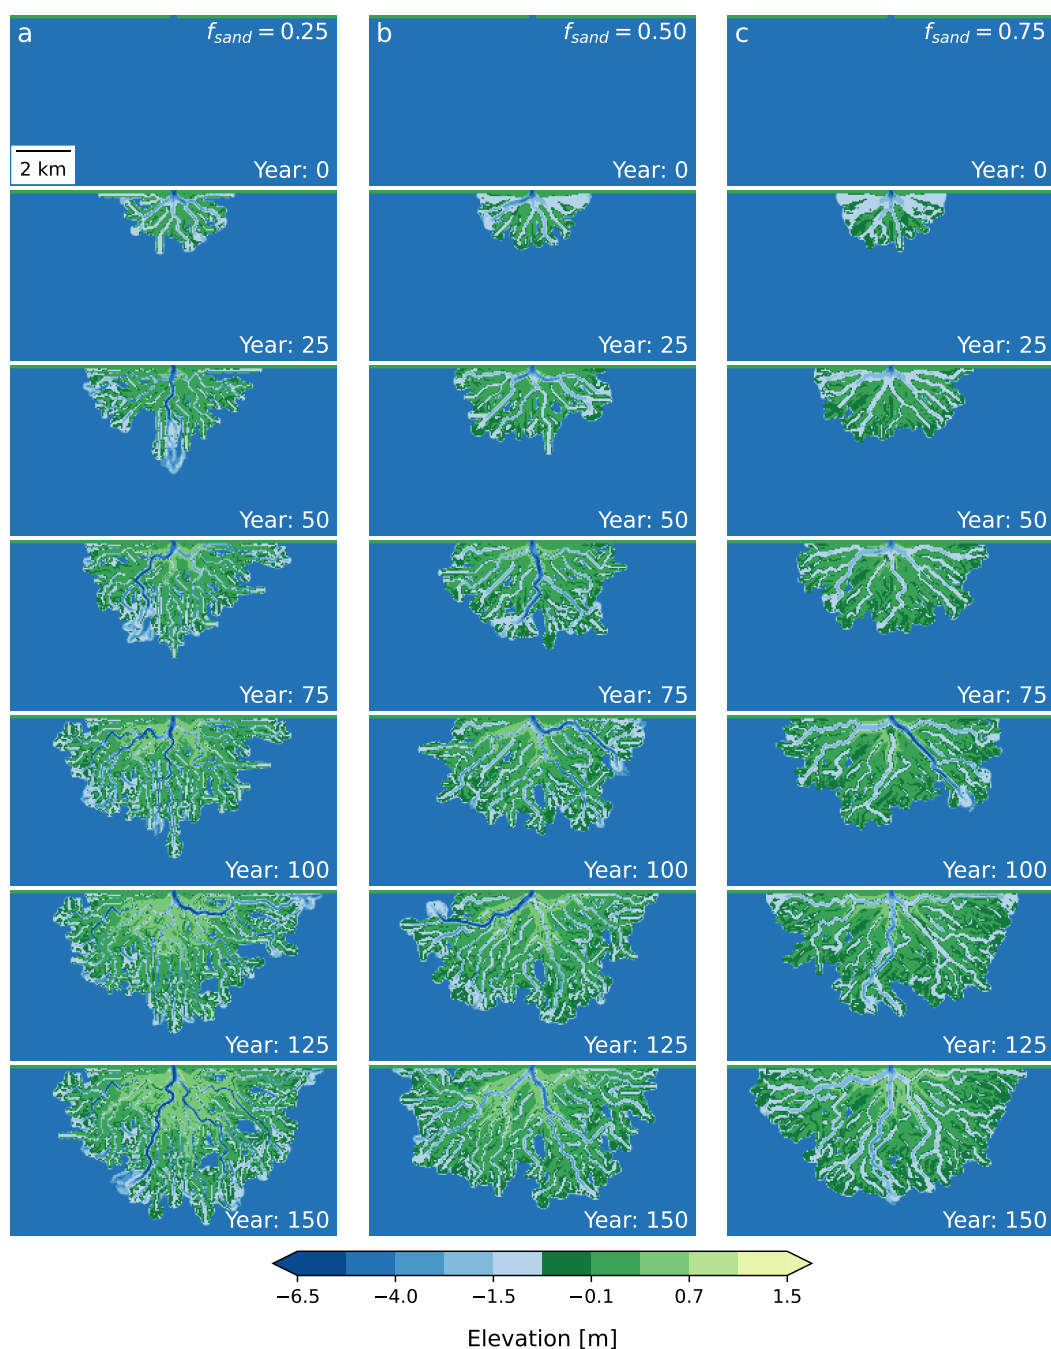 a f_sand = 0.25 b f_sand = 0.50 c f_sand = 0.75
2 km
Year: 0 Year: 0 Year: 0
Year: 25 Year: 25 Year: 25
Year: 50 Year: 50 Year: 50
Year: 75 Year: 75 Year: 75
Year: 100 Year: 100 Year: 100
Year: 125 Year: 125 Year: 125
Year: 150 Year: 150 Year: 150
−6.5 −4.0 −1.5 −0.1 0.7 1.5
Elevation [m]